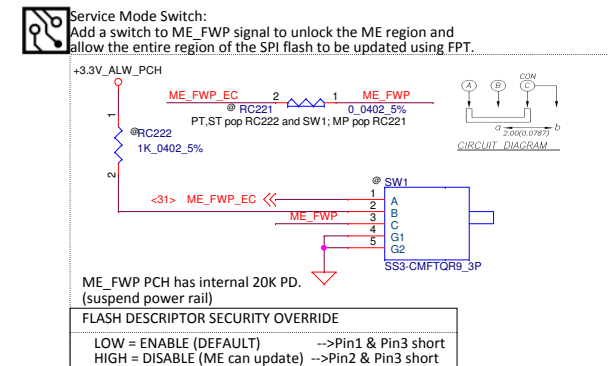 Service Mode Switch:
Add a switch to ME_FWP signal to unlock the ME region and
allow the entire region of the SPI flash to be updated using FPT.
+3.3V_ALW_PCH
ME_FWP_EC 2 1 ME_FWP
@ RC221 0_0402_5%
PT,ST pop RC222 and SW1; MP pop RC221
1
@RC222
1K_0402_5%
2
A B CON C
a b
2.00(0.0787)
CIRCUIT DIAGRAM
@ SW1
<31> ME_FWP_EC 1 A
2 B
ME_FWP 3 C
4 G1
5 G2
SS3-CMFTQR9_3P
ME_FWP PCH has internal 20K PD.
(suspend power rail)
FLASH DESCRIPTOR SECURITY OVERRIDE
LOW = ENABLE (DEFAULT) -->Pin1 & Pin3 short
HIGH = DISABLE (ME can update) -->Pin2 & Pin3 short